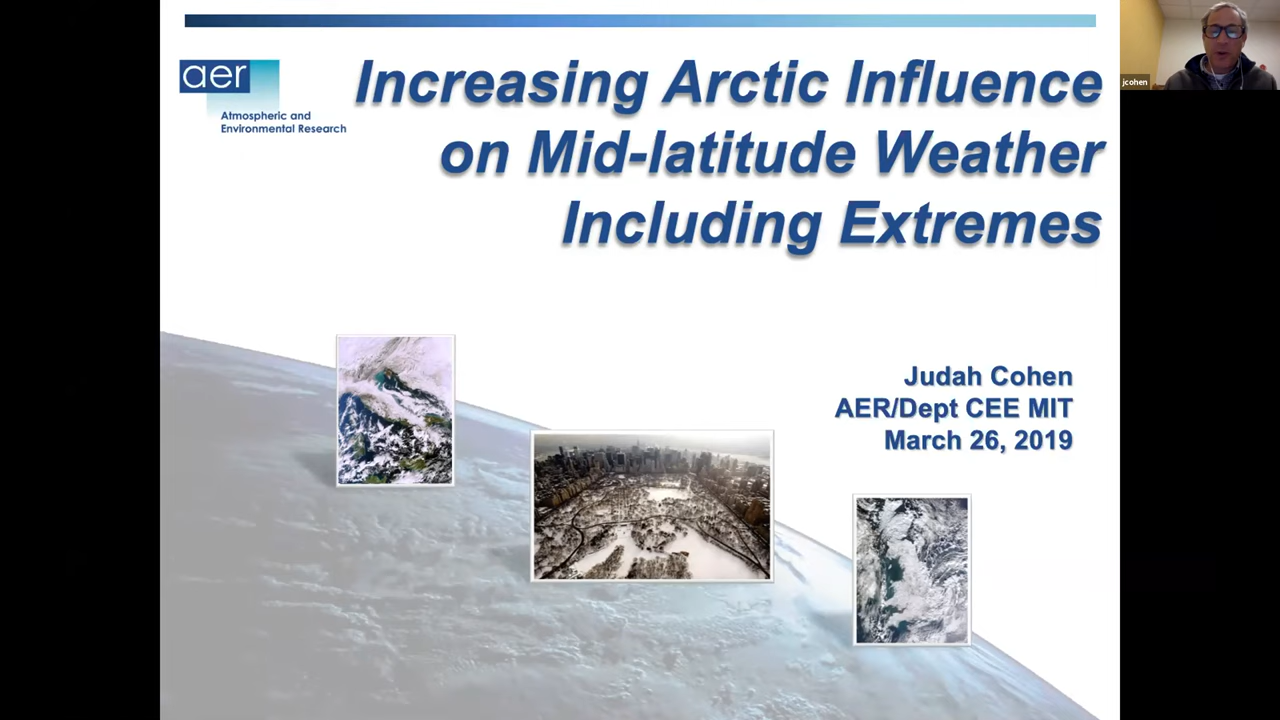 aer
Atmospheric and
Environmental Research
Increasing Arctic Influence
on Mid-latitude Weather
Including Extremes
Judah Cohen
AER/Dept CEE MIT
March 26, 2019
jcohen